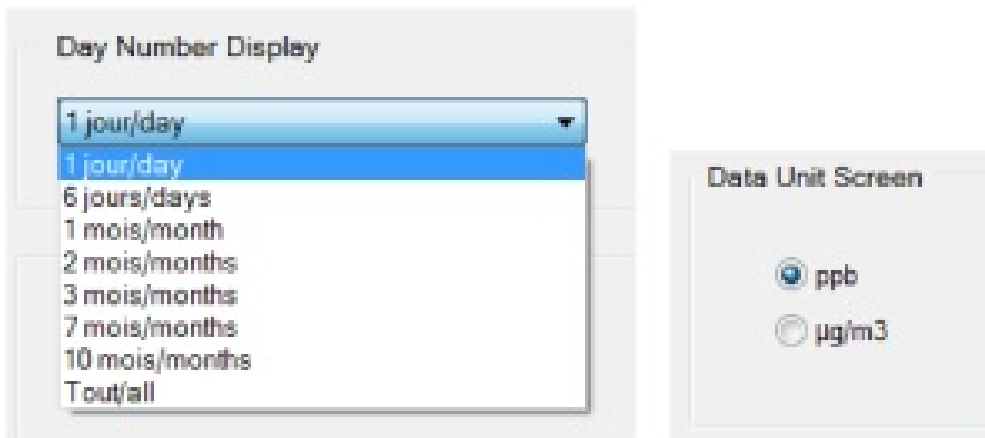 Day Number Display
1 jour/day
1 jour/day
6 jours/days
1 mois/month
2 mois/months
3 mois/months
7 mois/months
10 mois/months
Tout/all
Data Unit Screen
ppb
µg/m3